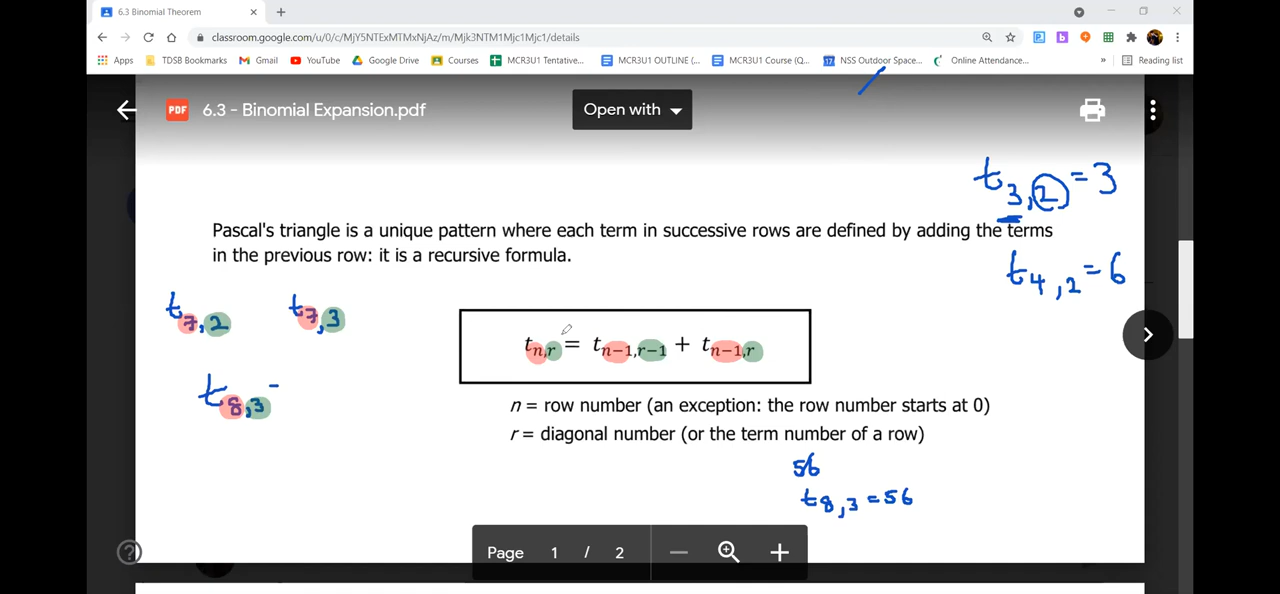 6.3 Binomial Theorem
classroom.google.com/u/0/c/MjY5NTExMTMxNjAz/m/Mjk3NTM1Mjc1Mjc1/details
Apps TDSB Bookmarks Gmail YouTube Google Drive Courses MCR3U1 Tentative... MCR3U1 OUTLINE (... MCR3U1 Course (Q... NSS Outdoor Space... Online Attendance... » Reading list
PDF 6.3 - Binomial Expansion.pdf
Open with
t3,2 = 3
Pascal's triangle is a unique pattern where each term in successive rows are defined by adding the terms
in the previous row: it is a recursive formula.
t4,2 = 6
t7,2 t7,3
tn,r = tn−1,r−1 + tn−1,r
t8,3 -
n = row number (an exception: the row number starts at 0)
r = diagonal number (or the term number of a row)
56
t8,3 = 56
Page 1 / 2